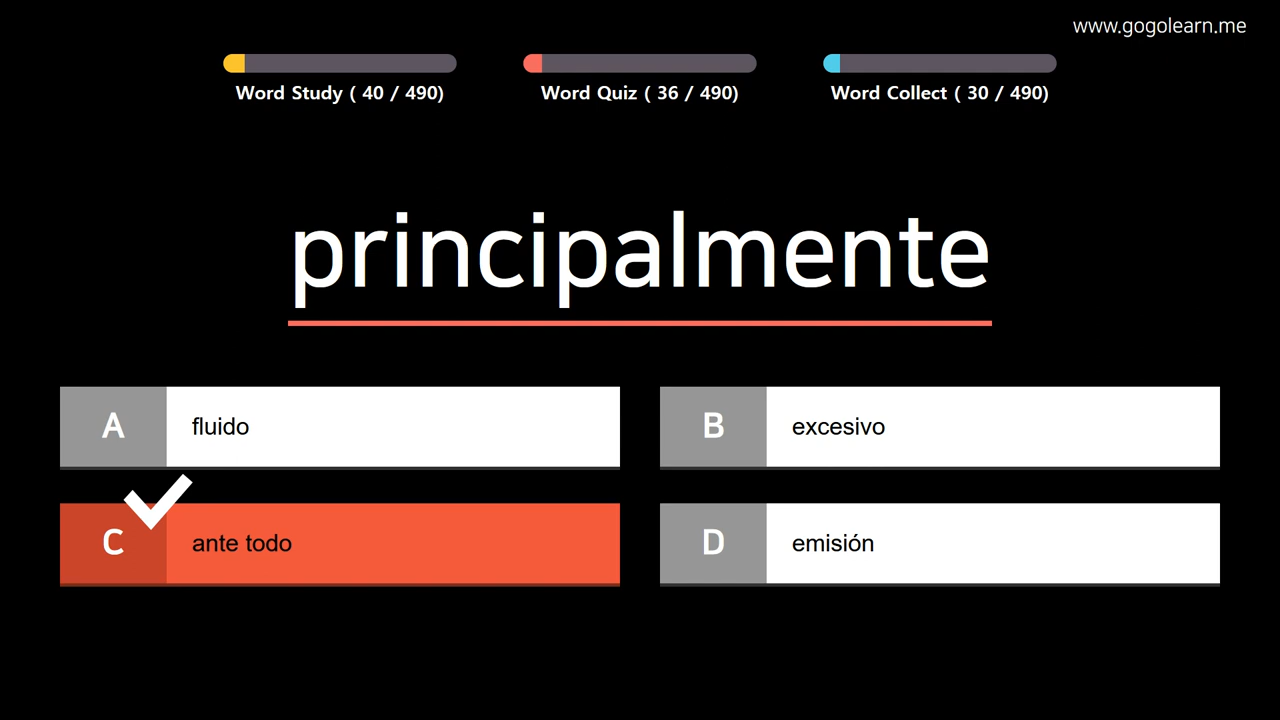 www.gogolearn.me
Word Study ( 40 / 490)
Word Quiz ( 36 / 490)
Word Collect ( 30 / 490)
principalmente
A fluido
B excesivo
C ante todo
D emisión